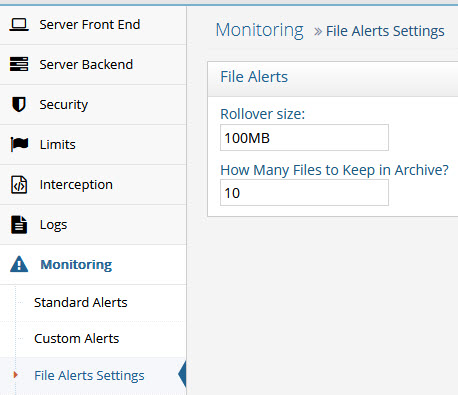 Server Front End
Server Backend
Security
Limits
Interception
Logs
Monitoring
Standard Alerts
Custom Alerts
File Alerts Settings
Monitoring » File Alerts Settings
File Alerts
Rollover size:
100MB
How Many Files to Keep in Archive?
10